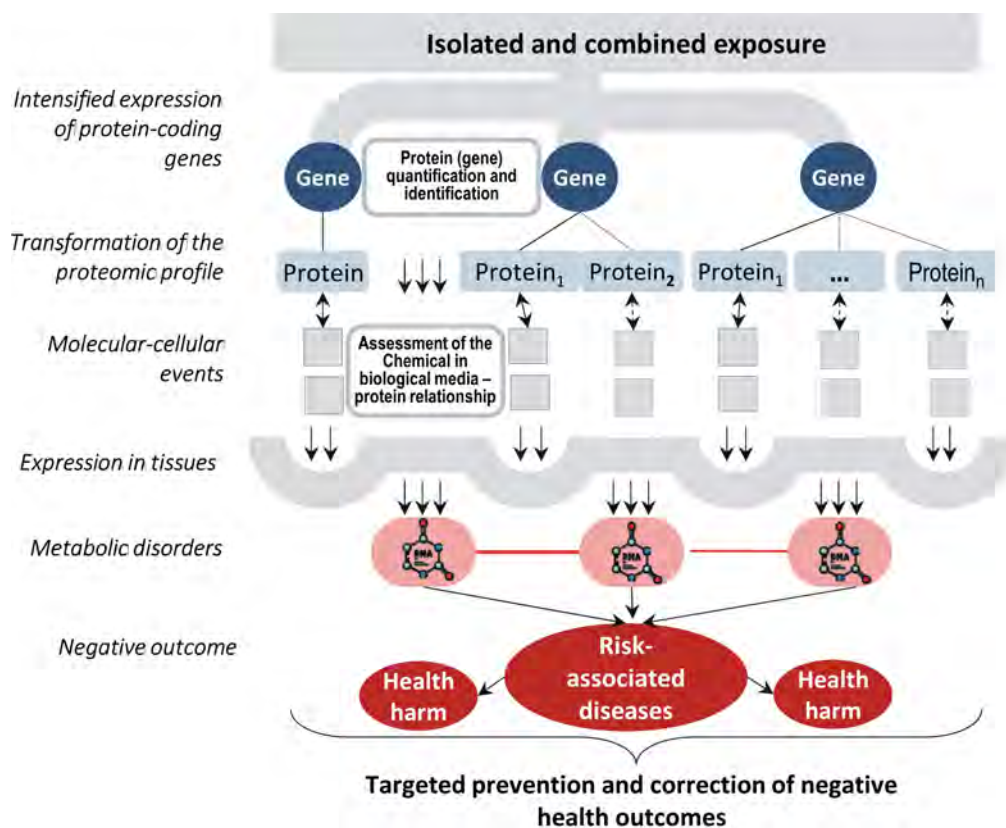 Isolated and combined exposure
Intensified expression
of protein-coding
genes
Gene
Protein (gene)
quantification and
identification
Gene
Gene
Transformation of the
proteomic profile
Protein
Protein₁
Protein₂
Protein₁
...
Proteinₙ
Molecular-cellular
events
Assessment of the
Chemical in
biological media –
protein relationship
Expression in tissues
Metabolic disorders
DNA
DNA
DNA
Negative outcome
Risk-
associated
diseases
Health
harm
Health
harm
Targeted prevention and correction of negative
health outcomes